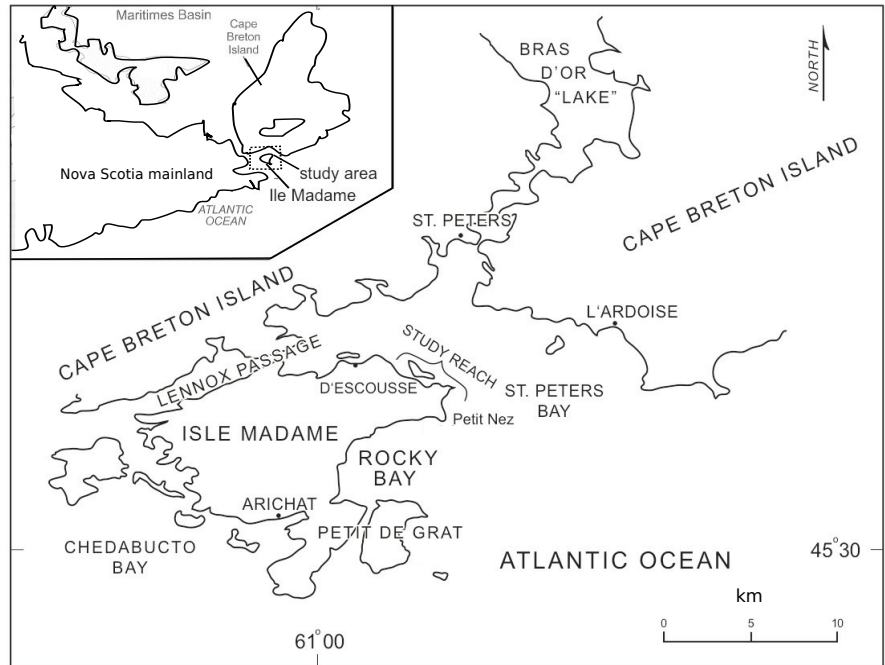 Maritimes Basin
Cape
Breton
Island
Nova Scotia mainland
study area
Ile Madame
ATLANTIC
OCEAN
BRAS
D'OR
"LAKE"
NORTH
CAPE BRETON ISLAND
ST. PETERS
L'ARDOISE
CAPE BRETON ISLAND
LENNOX PASSAGE
STUDY REACH
D'ESCOUSSE
ST. PETERS
BAY
Petit Nez
ISLE MADAME
ROCKY
BAY
ARICHAT
PETIT DE GRAT
CHEDABUCTO
BAY
ATLANTIC OCEAN
45°30
km
0 5 10
61°00